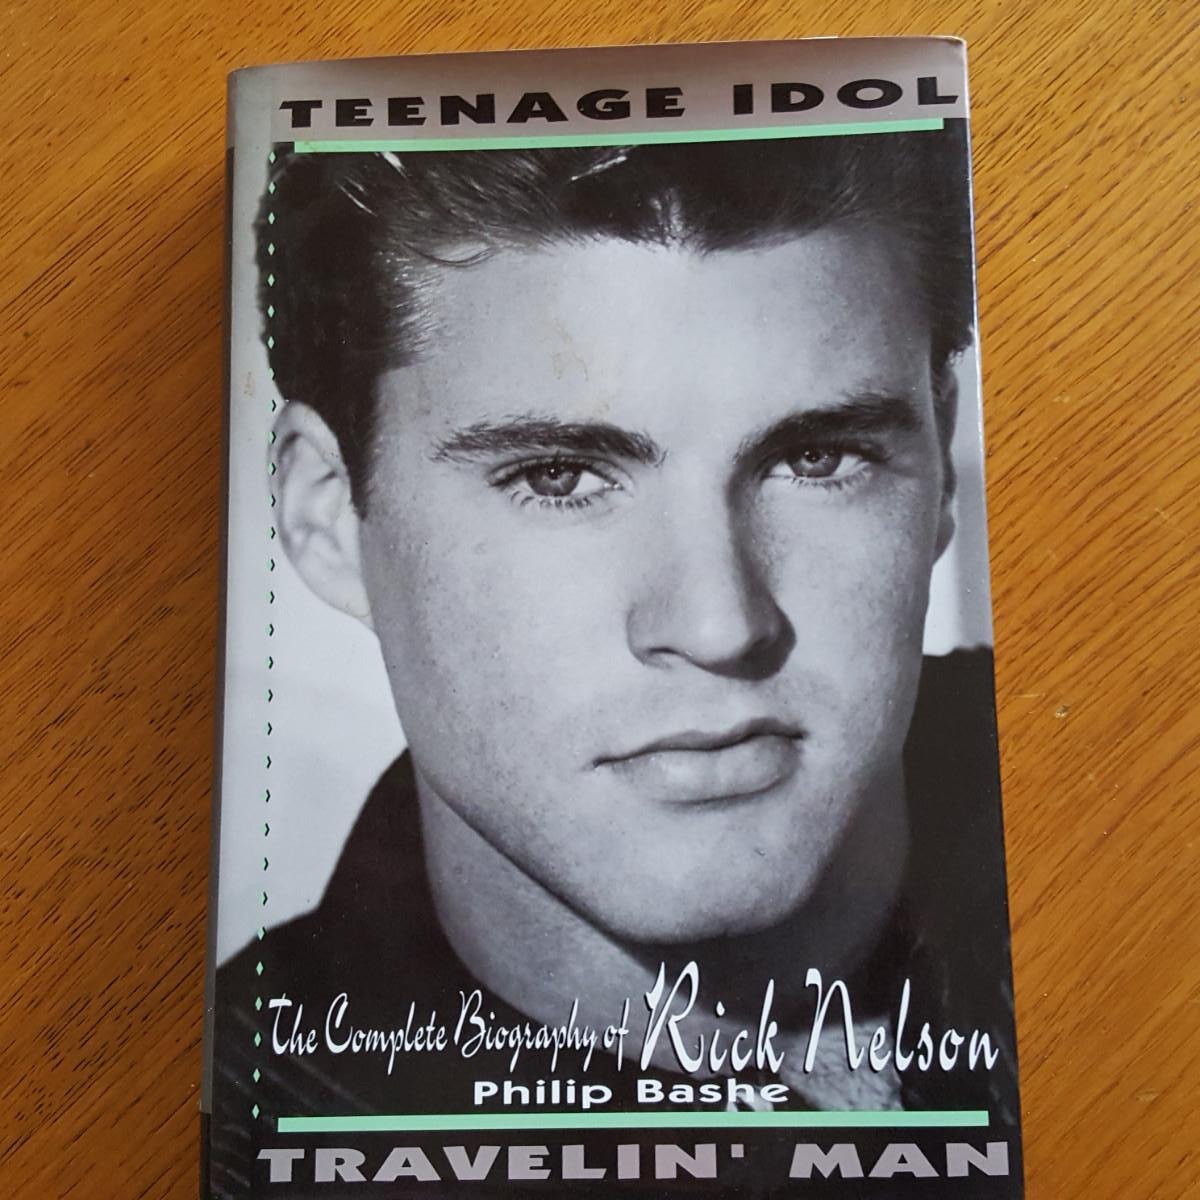 TEENAGE IDOL
The Complete Biography of Rick Nelson
Philip Bashe
TRAVELIN' MAN